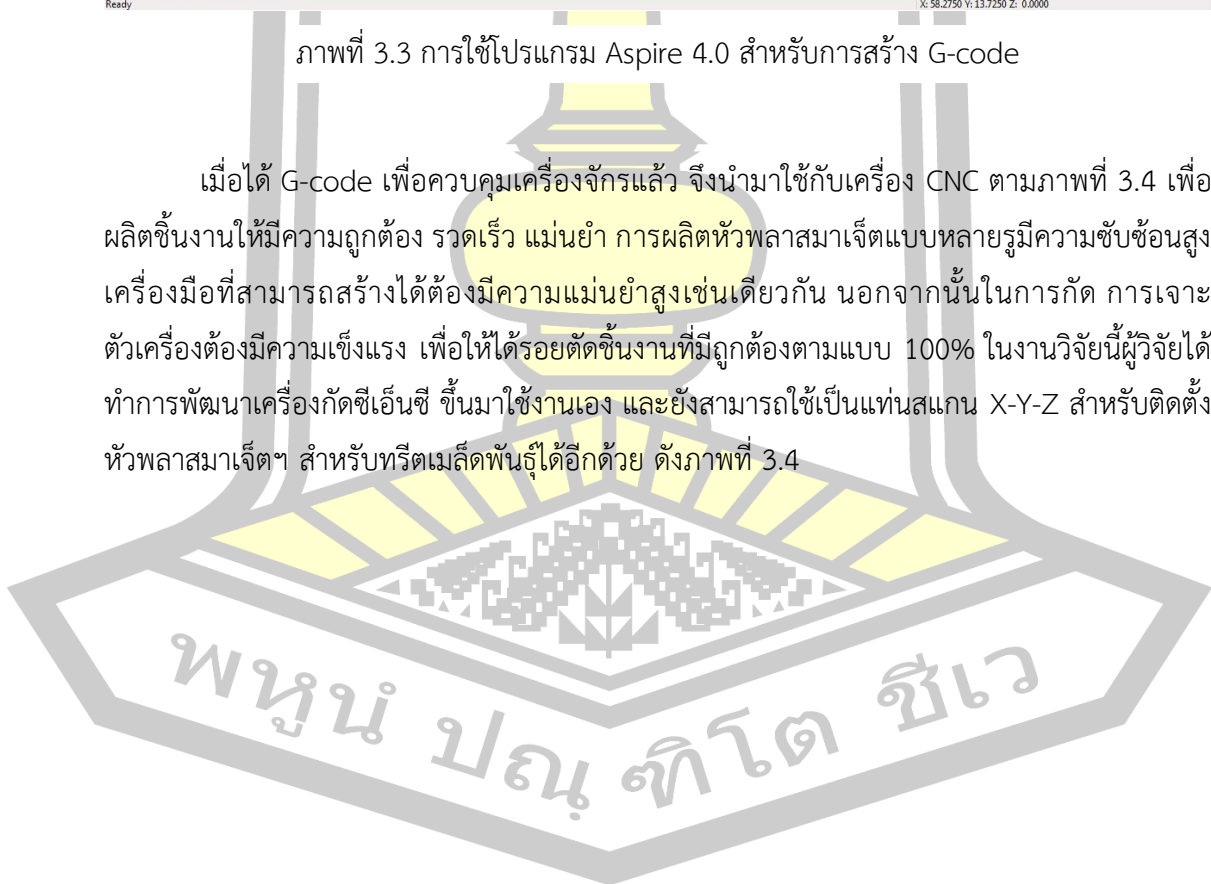 Ready X: 58.2750 Y: 13.7250 Z: 0.0000
ภาพที่ 3.3 การใช้โปรแกรม Aspire 4.0 สำหรับการสร้าง G-code
เมื่อได้ G-code เพื่อควบคุมเครื่องจักรแล้ว จึงนำมาใช้กับเครื่อง CNC ตามภาพที่ 3.4 เพื่อ
ผลิตชิ้นงานให้มีความถูกต้อง รวดเร็ว แม่นยำ การผลิตหัวพลาสมาเจ็ตแบบหลายรูมีความซับซ้อนสูง
เครื่องมือที่สามารถสร้างได้ต้องมีความแม่นยำสูงเช่นเดียวกัน นอกจากนั้นในการกัด การเจาะ
ตัวเครื่องต้องมีความเข็งแรง เพื่อให้ได้รอยตัดชิ้นงานที่มีถูกต้องตามแบบ 100% ในงานวิจัยนี้ผู้วิจัยได้
ทำการพัฒนาเครื่องกัดซีเอ็นซี ขึ้นมาใช้งานเอง และยังสามารถใช้เป็นแท่นสแกน X-Y-Z สำหรับติดตั้ง
หัวพลาสมาเจ็ตฯ สำหรับทรีตเมล็ดพันธุ์ได้อีกด้วย ดังภาพที่ 3.4
พหูนํ ปณฺฑิโต ชีเว